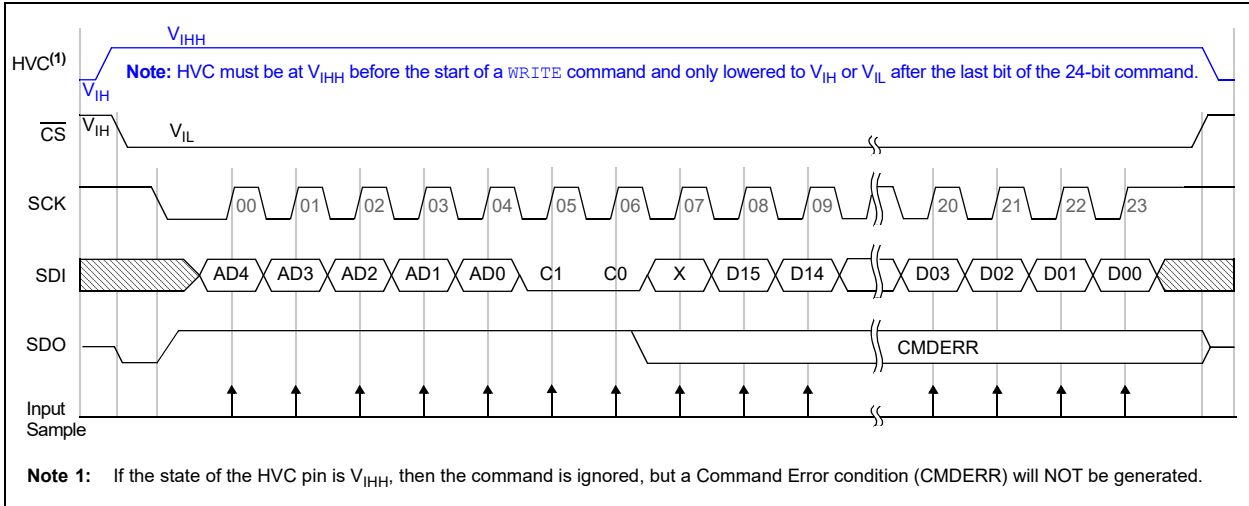 HVC(1) VIH VIHH
Note: HVC must be at VIHH before the start of a WRITE command and only lowered to VIH or VIL after the last bit of the 24-bit command.
CS VIH VIL
SCK 00 01 02 03 04 05 06 07 08 09 20 21 22 23
SDI AD4 AD3 AD2 AD1 AD0 C1 C0 X D15 D14 D03 D02 D01 D00
SDO CMDERR
Input
Sample
Note 1: If the state of the HVC pin is VIHH, then the command is ignored, but a Command Error condition (CMDERR) will NOT be generated.